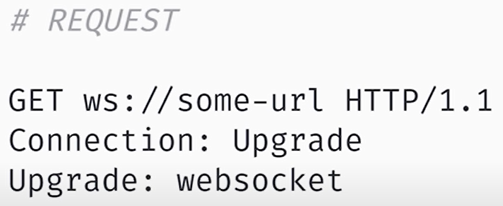 # REQUEST
GET ws://some-url HTTP/1.1
Connection: Upgrade
Upgrade: websocket